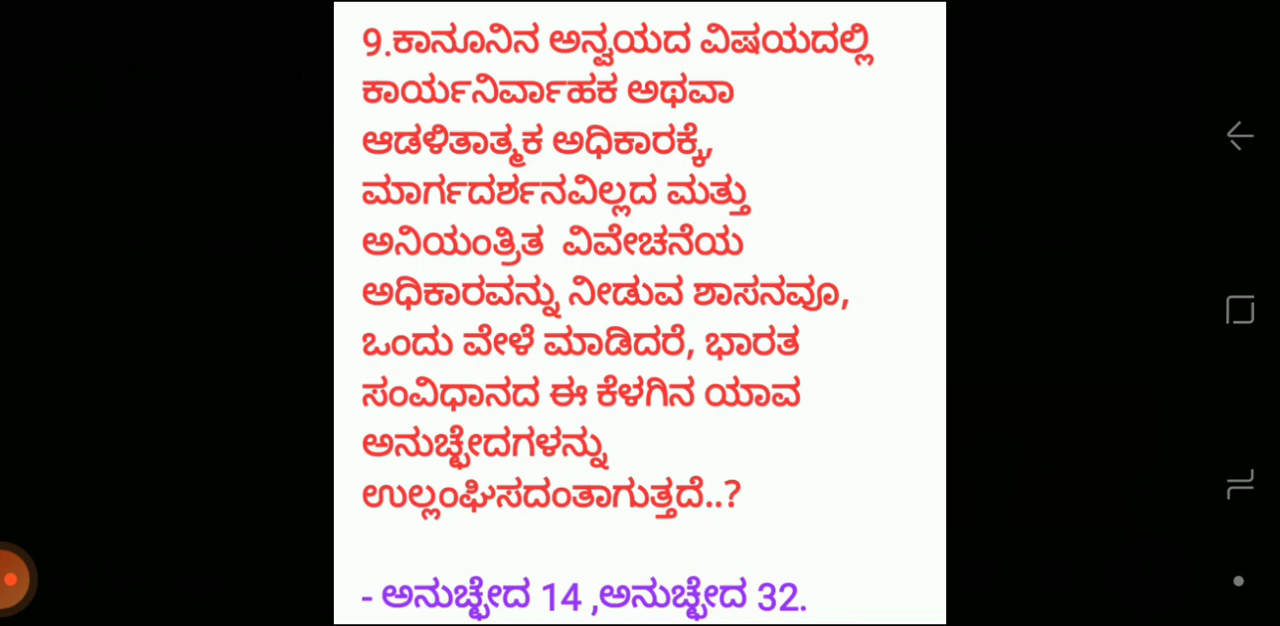 9.ಕಾನೂನಿನ ಅನ್ವಯದ ವಿಷಯದಲ್ಲಿ
ಕಾರ್ಯನಿರ್ವಾಹಕ ಅಥವಾ
ಆಡಳಿತಾತ್ಮಕ ಅಧಿಕಾರಕ್ಕೆ,
ಮಾರ್ಗದರ್ಶನವಿಲ್ಲದ ಮತ್ತು
ಅನಿಯಂತ್ರಿತ ವಿವೇಚನೆಯ
ಅಧಿಕಾರವನ್ನು ನೀಡುವ ಶಾಸನವೂ,
ಒಂದು ವೇಳೆ ಮಾಡಿದರೆ, ಭಾರತ
ಸಂವಿಧಾನದ ಈ ಕೆಳಗಿನ ಯಾವ
ಅನುಚ್ಛೇದಗಳನ್ನು
ಉಲ್ಲಂಘಿಸದಂತಾಗುತ್ತದೆ..?
- ಅನುಚ್ಛೇದ 14 ,ಅನುಚ್ಛೇದ 32.